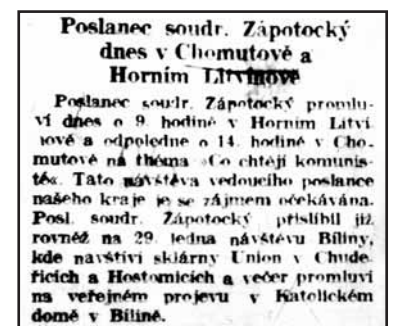 Poslanec soudr. Zápotocký
dnes v Chomutově a
Horním Litvínově
Poslanec soudr. Zápotocký promlu-
ví dnes o 9. hodině v Horním Litví
nově a odpoledne o 14. hodině v Cho-
mutově na théma »Co chtějí komunis-
té«. Tato návštěva vedoucího poslance
našeho kraje je se zájmem očekávána.
Posl. soudr. Zápotocký přislíbil již
rovněž na 29. ledna návštěvu Bíliny,
kde navštíví sklárny Union v Chude-
řicích a Hostomicích a večer promluví
na veřejném projevu v Katolickém
domě v Bílině.